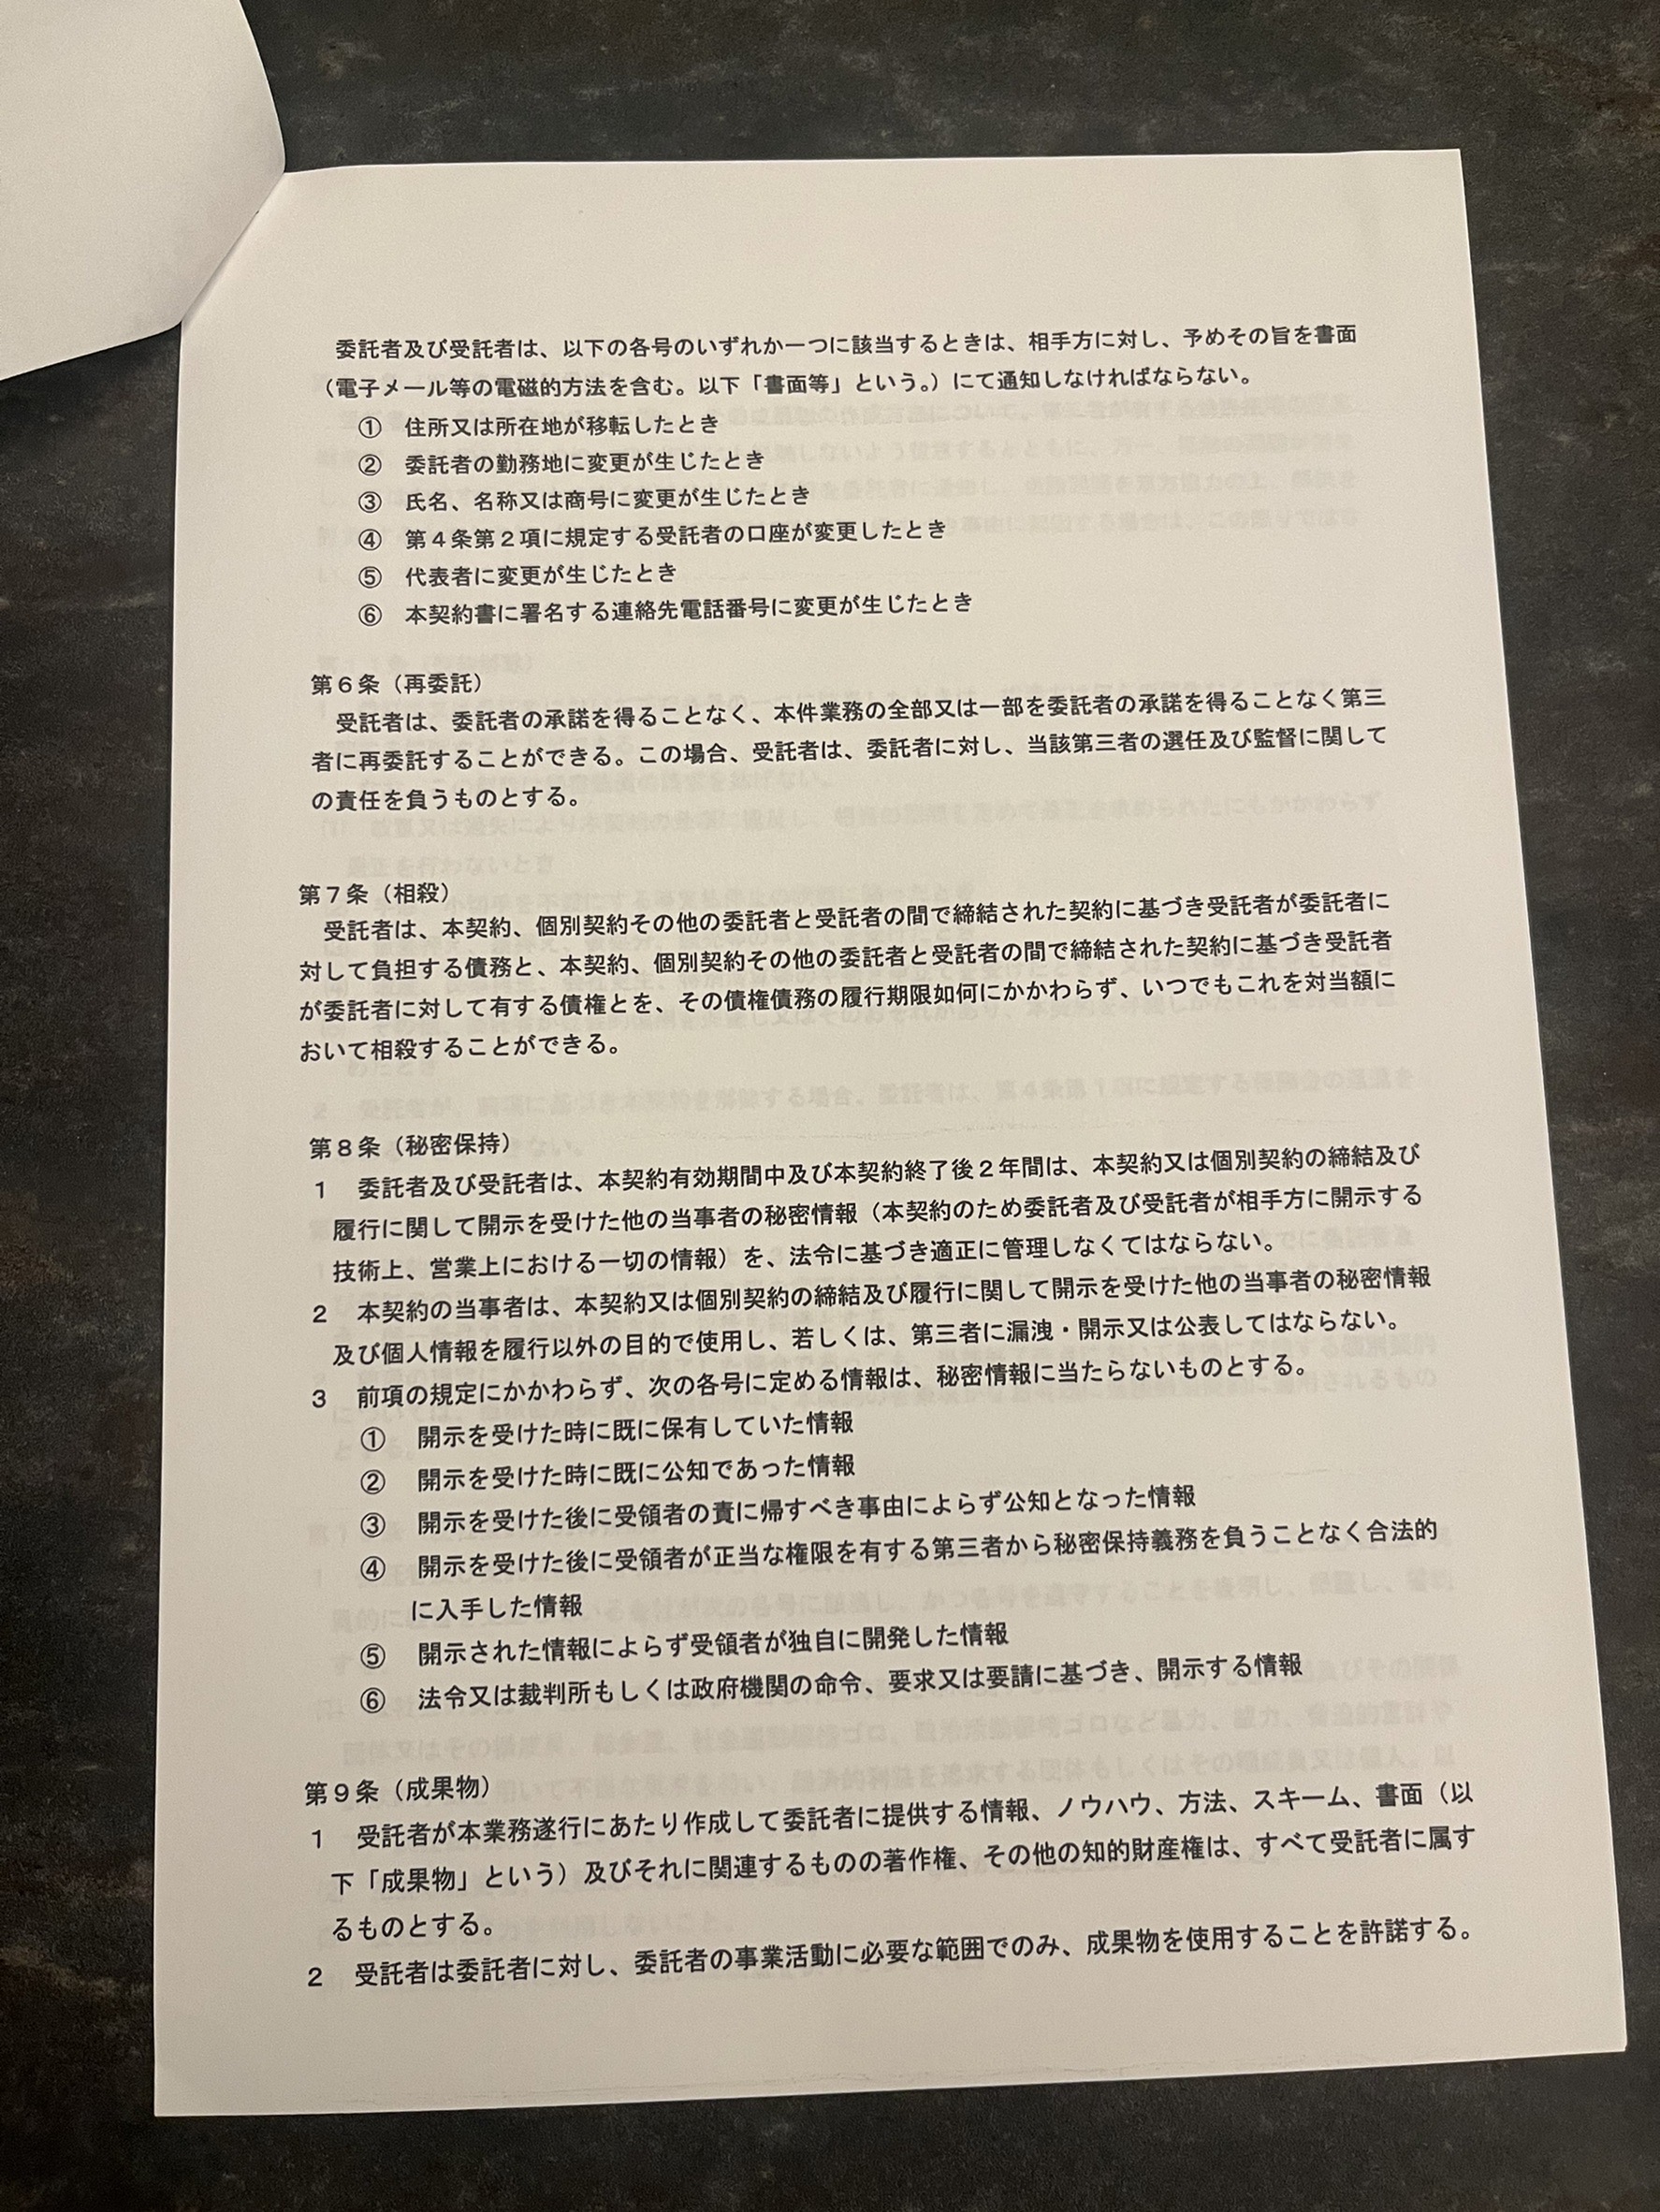 委託者及び受託者は、以下の各号のいずれか一つに該当するときは、相手方に対し、予めその旨を書面
（電子メール等の電磁的方法を含む。以下「書面等」という。）にて通知しなければならない。
① 住所又は所在地が移転したとき
② 委託者の勤務地に変更が生じたとき
③ 氏名、名称又は商号に変更が生じたとき
④ 第４条第２項に規定する受託者の口座が変更したとき
⑤ 代表者に変更が生じたとき
⑥ 本契約書に署名する連絡先電話番号に変更が生じたとき
第６条（再委託）
受託者は、委託者の承諾を得ることなく、本件業務の全部又は一部を委託者の承諾を得ることなく第三
者に再委託することができる。この場合、受託者は、委託者に対し、当該第三者の選任及び監督に関して
の責任を負うものとする。
第７条（相殺）
受託者は、本契約、個別契約その他の委託者と受託者の間で締結された契約に基づき受託者が委託者に
対して負担する債務と、本契約、個別契約その他の委託者と受託者の間で締結された契約に基づき受託者
が委託者に対して有する債権とを、その債権債務の履行期限如何にかかわらず、いつでもこれを対当額に
おいて相殺することができる。
第８条（秘密保持）
１ 委託者及び受託者は、本契約有効期間中及び本契約終了後２年間は、本契約又は個別契約の締結及び
履行に関して開示を受けた他の当事者の秘密情報（本契約のため委託者及び受託者が相手方に開示する
技術上、営業上における一切の情報）を、法令に基づき適正に管理しなくてはならない。
２ 本契約の当事者は、本契約又は個別契約の締結及び履行に関して開示を受けた他の当事者の秘密情報
及び個人情報を履行以外の目的で使用し、若しくは、第三者に漏洩・開示又は公表してはならない。
３ 前項の規定にかかわらず、次の各号に定める情報は、秘密情報に当たらないものとする。
① 開示を受けた時に既に保有していた情報
② 開示を受けた時に既に公知であった情報
③ 開示を受けた後に受領者の責に帰すべき事由によらず公知となった情報
④ 開示を受けた後に受領者が正当な権限を有する第三者から秘密保持義務を負うことなく合法的
に入手した情報
⑤ 開示された情報によらず受領者が独自に開発した情報
⑥ 法令又は裁判所もしくは政府機関の命令、要求又は要請に基づき、開示する情報
第９条（成果物）
１ 受託者が本業務遂行にあたり作成して委託者に提供する情報、ノウハウ、方法、スキーム、書面（以
下「成果物」という）及びそれに関連するものの著作権、その他の知的財産権は、すべて受託者に属す
るものとする。
２ 受託者は委託者に対し、委託者の事業活動に必要な範囲でのみ、成果物を使用することを許諾する。